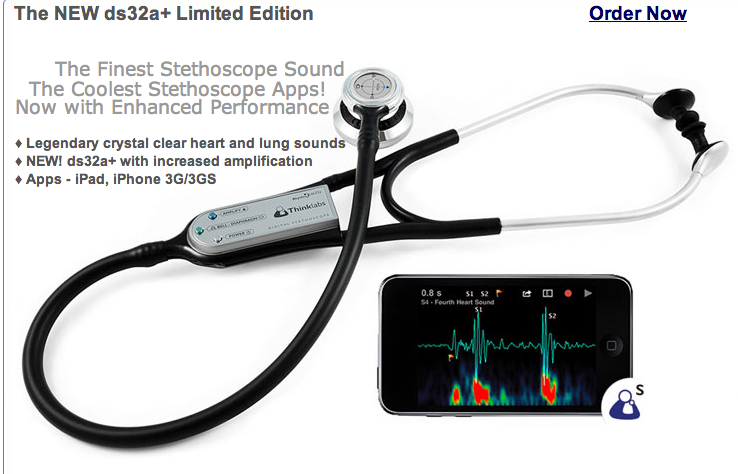 The NEW ds32a+ Limited Edition
Order Now
The Finest Stethoscope Sound
The Coolest Stethoscope Apps!
Now with Enhanced Performance
♦ Legendary crystal clear heart and lung sounds
♦ NEW! ds32a+ with increased amplification
♦ Apps - iPad, iPhone 3G/3GS
AMPLIFY
BELL · DIAPHRAGM
POWER
Thinklabs
DIGITAL STETHOSCOPE
0.8 s
S1 S2
S4 - Fourth Heart Sound
S1
S2
S